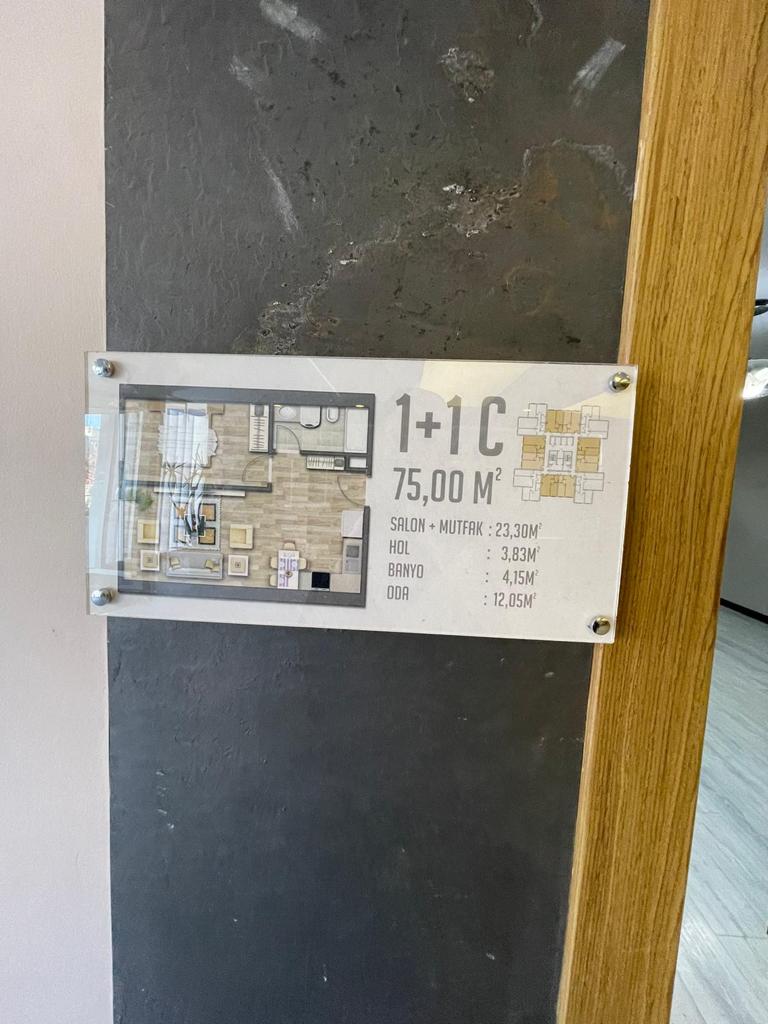 1+1 C
75,00 M²
SALON + MUTFAK : 23,30M²
HOL : 3,83M²
BANYO : 4,15M²
ODA : 12,05M²